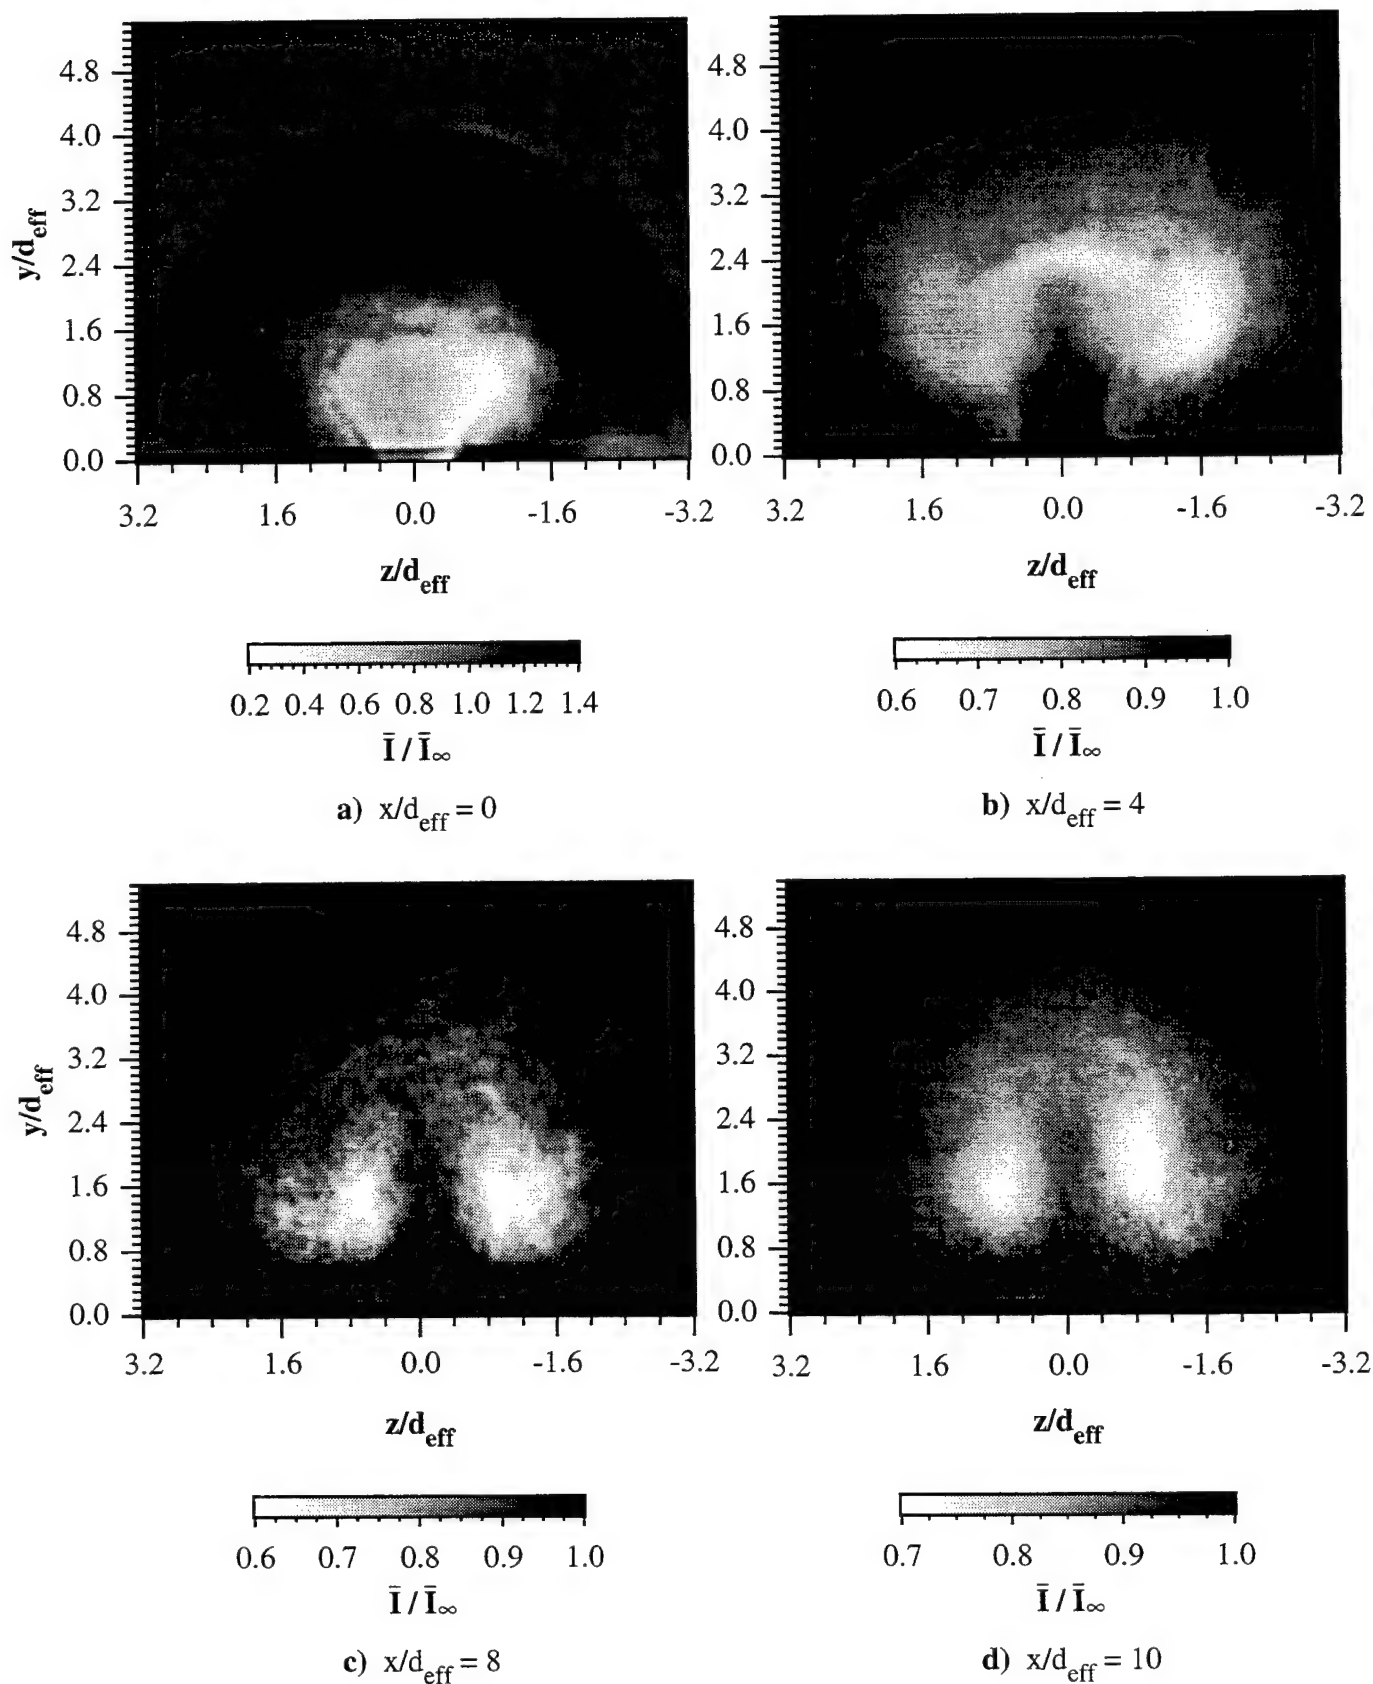 4.8
4.0
3.2
2.4
1.6
0.8
0.0
y/d_eff
3.2 1.6 0.0 -1.6 -3.2
z/d_eff
0.2 0.4 0.6 0.8 1.0 1.2 1.4
Ī / Ī∞
a) x/d_eff = 0
4.8
4.0
3.2
2.4
1.6
0.8
0.0
3.2 1.6 0.0 -1.6 -3.2
z/d_eff
0.6 0.7 0.8 0.9 1.0
Ī / Ī∞
b) x/d_eff = 4
4.8
4.0
3.2
2.4
1.6
0.8
0.0
y/d_eff
3.2 1.6 0.0 -1.6 -3.2
z/d_eff
0.6 0.7 0.8 0.9 1.0
Ī / Ī∞
c) x/d_eff = 8
4.8
4.0
3.2
2.4
1.6
0.8
0.0
3.2 1.6 0.0 -1.6 -3.2
z/d_eff
0.7 0.8 0.9 1.0
Ī / Ī∞
d) x/d_eff = 10